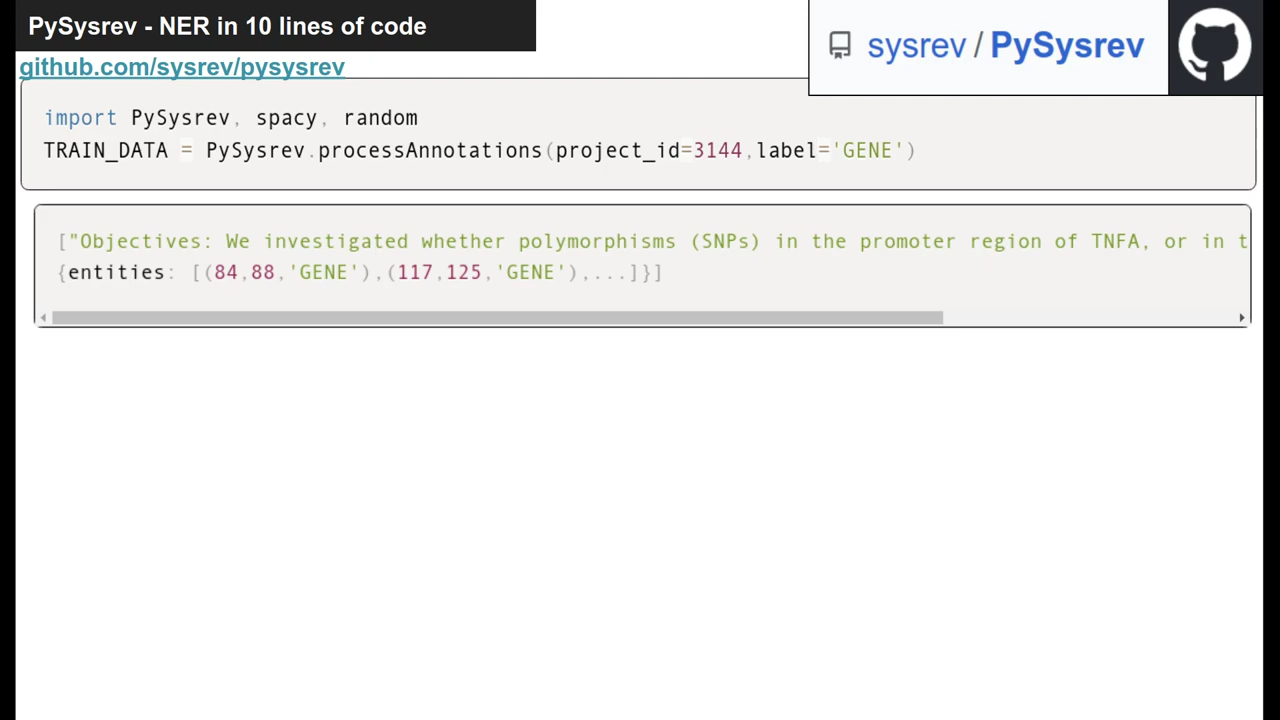 PySysrev - NER in 10 lines of code
sysrev / PySysrev
github.com/sysrev/pysysrev
import PySysrev, spacy, random
TRAIN_DATA = PySysrev.processAnnotations(project_id=3144,label='GENE')
["Objectives: We investigated whether polymorphisms (SNPs) in the promoter region of TNFA, or in t
{entities: [(84,88,'GENE'),(117,125,'GENE'),...]}]